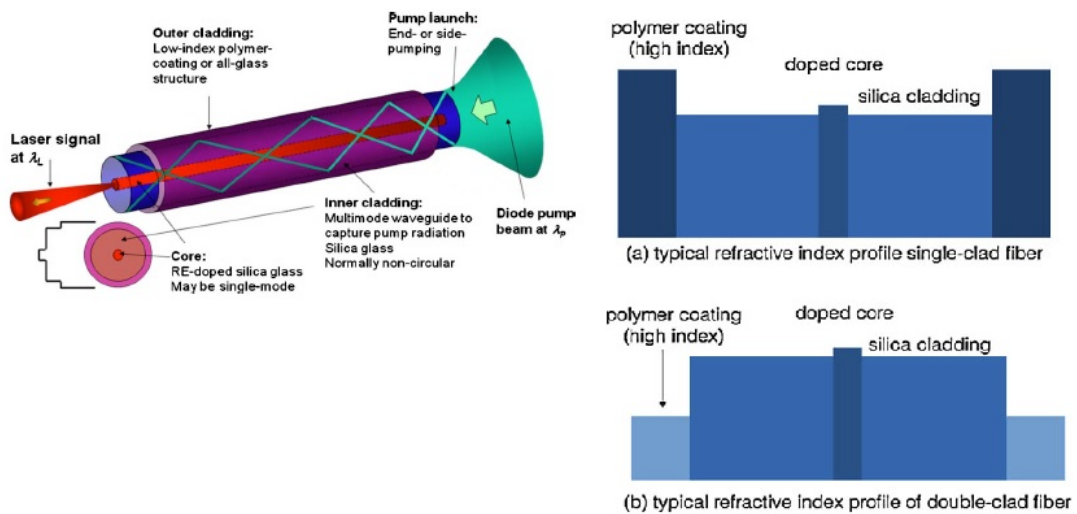 Outer cladding:
Low-index polymer-
coating or all-glass
structure
Pump launch:
End- or side-
pumping
Laser signal
at λL
Inner cladding:
Multimode waveguide to
capture pump radiation
Silica glass
Normally non-circular
Diode pump
beam at λp
Core:
RE-doped silica glass
May be single-mode
polymer coating
(high index)
doped core
silica cladding
(a) typical refractive index profile single-clad fiber
polymer coating
(high index)
doped core
silica cladding
(b) typical refractive index profile of double-clad fiber